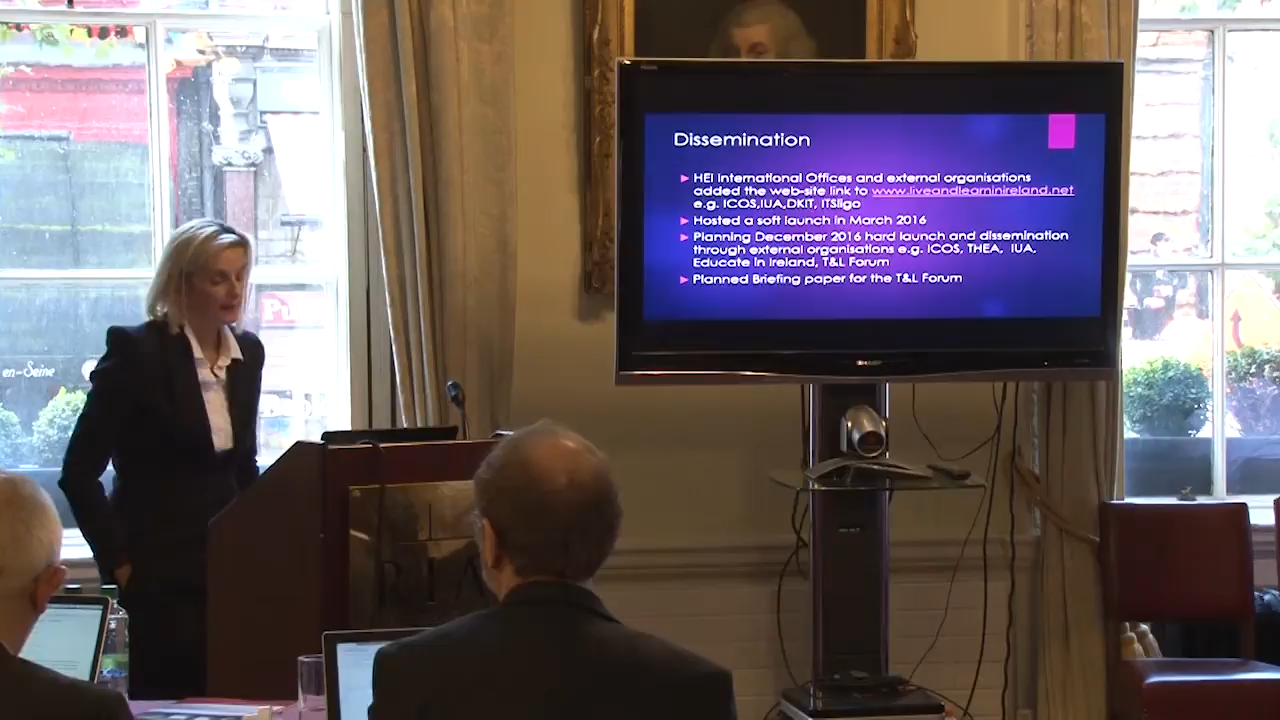 Dissemination
HEI International Offices and external organisations
added the web-site link to www.liveandlearninireland.net
e.g. ICOS,IUA,DKIT, ITSligo
Hosted a soft launch in March 2016
Planning December 2016 hard launch and dissemination
through external organisations e.g. ICOS, THEA, IUA,
Educate in Ireland, T&L Forum
Planned Briefing paper for the T&L Forum
SHARP
en-Seine
RIA